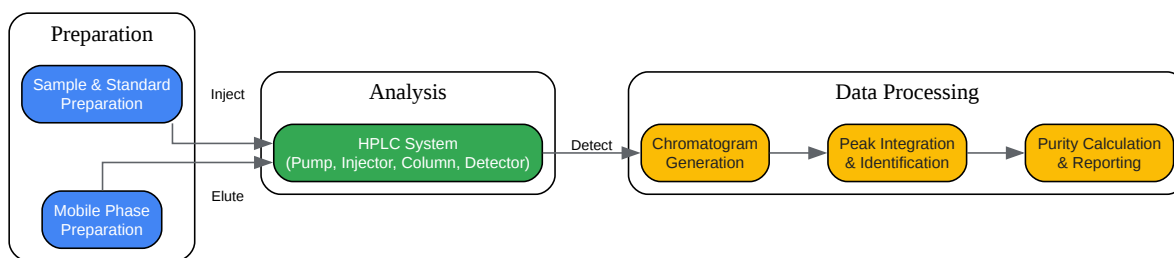 Preparation
Sample & Standard
Preparation
Mobile Phase
Preparation
Inject
Elute
Analysis
HPLC System
(Pump, Injector, Column, Detector)
Detect
Data Processing
Chromatogram
Generation
Peak Integration
& Identification
Purity Calculation
& Reporting